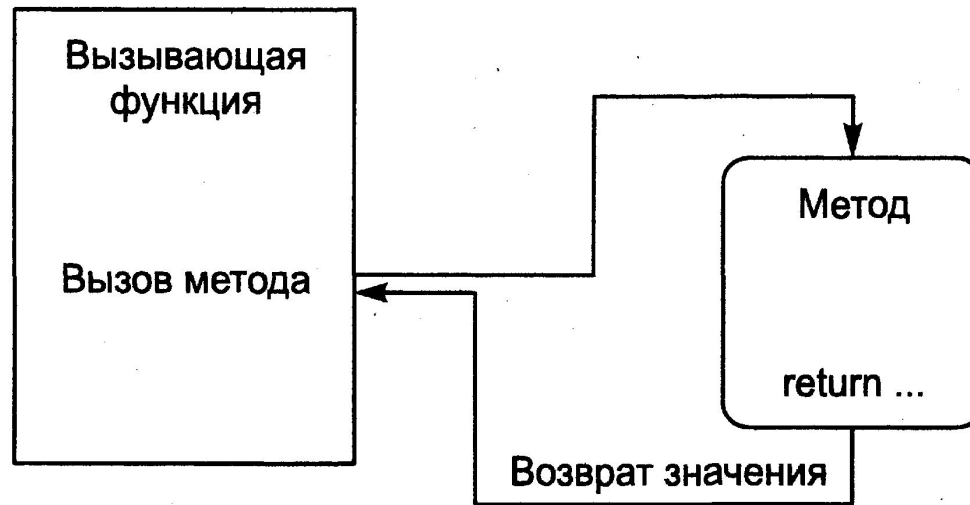 Вызывающая
функция
Вызов метода
Метод
return ...
Возврат значения